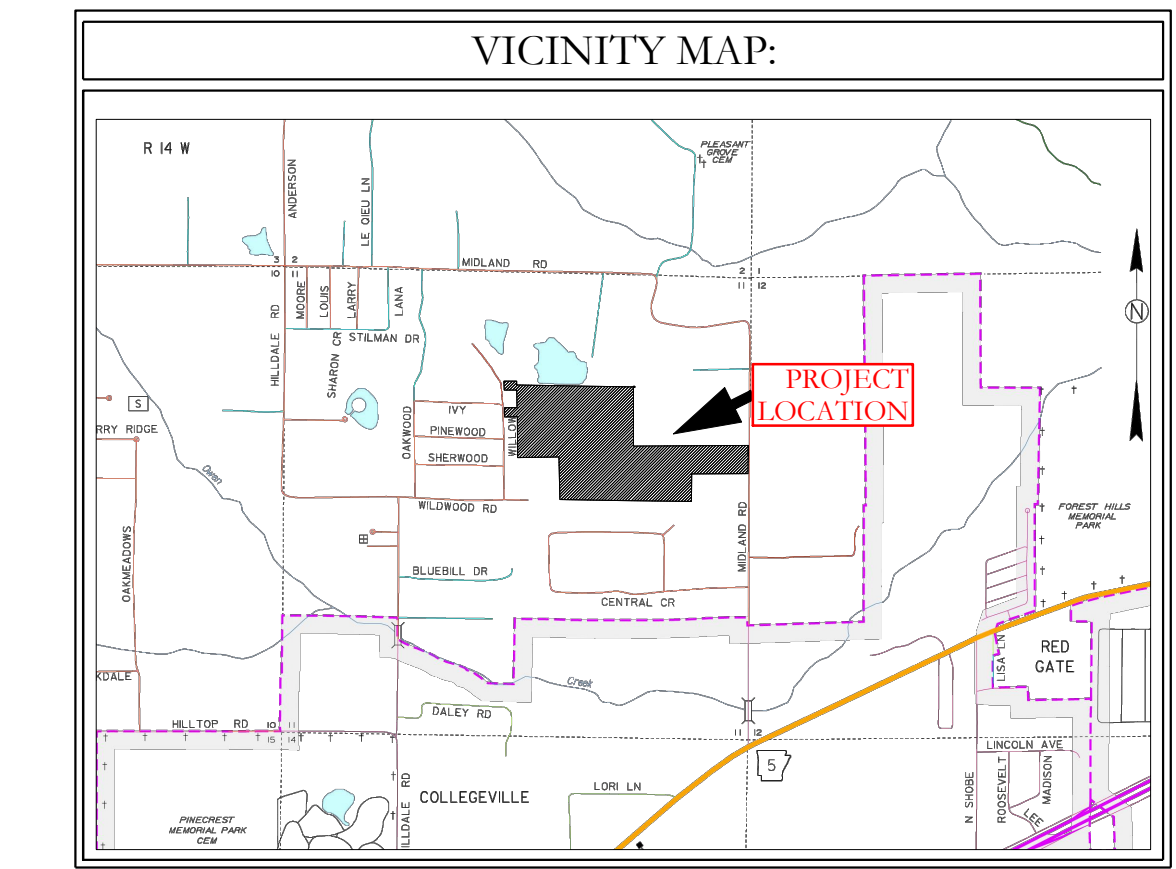 VICINITY MAP:
R 14 W
PLEASANT
GROVE
CEM
ANDERSON
LE QIEU LN
3 2
10 11
MIDLAND RD
2 1
11 12
HILLDALE RD
MOORE
LOUIS
LARRY
LANA
SHARON CR
STILMAN DR
N
PROJECT
LOCATION
S
RRY RIDGE
OAKWOOD
IVY
PINEWOOD
SHERWOOD
WILLOW
WILDWOOD RD
Owen
OAKMEADOWS
MIDLAND RD
FOREST HILLS
MEMORIAL
PARK
BLUEBILL DR
CENTRAL CR
LISA LN
RED
GATE
KDALE
Creek
DALEY RD
HILLTOP RD
10 11
15 14
11 12
5
LINCOLN AVE
LORI LN
COLLEGEVILLE
ILLDALE RD
N SHOBE
ROOSEVELT
MADISON
LEE
PINECREST
MEMORIAL PARK
CEM